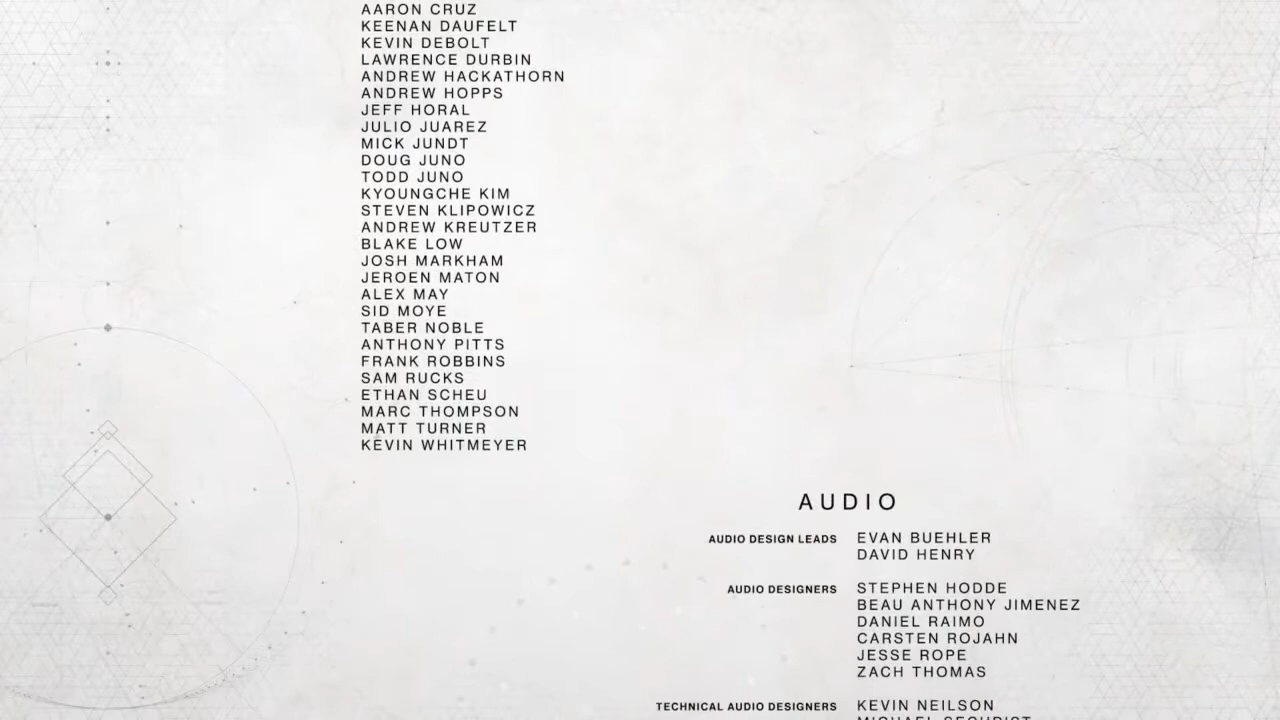 AARON CRUZ
KEENAN DAUFELT
KEVIN DEBOLT
LAWRENCE DURBIN
ANDREW HACKATHORN
ANDREW HOPPS
JEFF HORAL
JULIO JUAREZ
MICK JUNDT
DOUG JUNO
TODD JUNO
KYOUNGCHE KIM
STEVEN KLIPOWICZ
ANDREW KREUTZER
BLAKE LOW
JOSH MARKHAM
JEROEN MATON
ALEX MAY
SID MOYE
TABER NOBLE
ANTHONY PITTS
FRANK ROBBINS
SAM RUCKS
ETHAN SCHEU
MARC THOMPSON
MATT TURNER
KEVIN WHITMEYER
AUDIO
AUDIO DESIGN LEADS EVAN BUEHLER
DAVID HENRY
AUDIO DESIGNERS STEPHEN HODDE
BEAU ANTHONY JIMENEZ
DANIEL RAIMO
CARSTEN ROJAHN
JESSE ROPE
ZACH THOMAS
TECHNICAL AUDIO DESIGNERS KEVIN NEILSON
MICHAEL SECHRIST